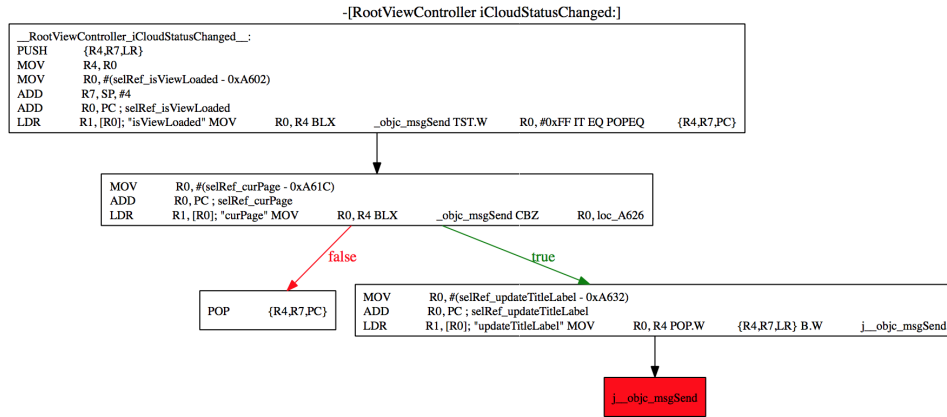 -[RootViewController iCloudStatusChanged:]
__RootViewController_iCloudStatusChanged__:
PUSH {R4,R7,LR}
MOV R4, R0
MOV R0, #(selRef_isViewLoaded - 0xA602)
ADD R7, SP, #4
ADD R0, PC ; selRef_isViewLoaded
LDR R1, [R0]; "isViewLoaded" MOV R0, R4 BLX _objc_msgSend TST.W R0, #0xFF IT EQ POPEQ {R4,R7,PC}
MOV R0, #(selRef_curPage - 0xA61C)
ADD R0, PC ; selRef_curPage
LDR R1, [R0]; "curPage" MOV R0, R4 BLX _objc_msgSend CBZ R0, loc_A626
false
true
POP {R4,R7,PC}
MOV R0, #(selRef_updateTitleLabel - 0xA632)
ADD R0, PC ; selRef_updateTitleLabel
LDR R1, [R0]; "updateTitleLabel" MOV R0, R4 POP.W {R4,R7,LR} B.W j__objc_msgSend
j__objc_msgSend